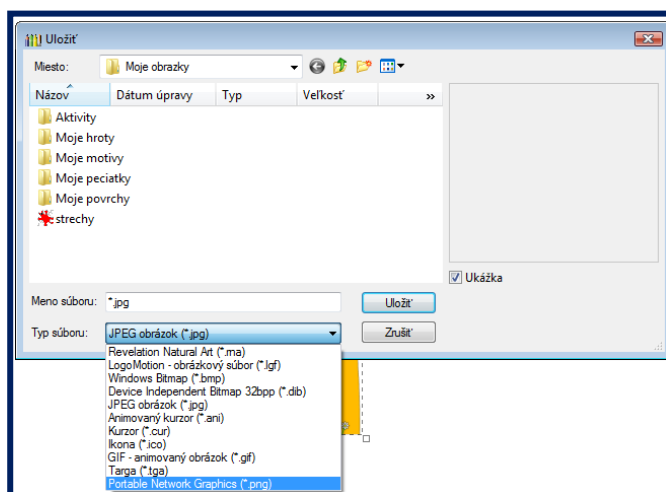 Uložiť
Miesto: Moje obrazky
Názov Dátum úpravy Typ Veľkosť »
Aktivity
Moje hroty
Moje motivy
Moje peciatky
Moje povrchy
strechy
Ukážka
Meno súboru: *.jpg Uložiť
Typ súboru: JPEG obrázok (*.jpg) Zrušiť
Revelation Natural Art (*.rna)
LogoMotion - obrázkový súbor (*.lgf)
Windows Bitmap (*.bmp)
Device Independent Bitmap 32bpp (*.dib)
JPEG obrázok (*.jpg)
Animovaný kurzor (*.ani)
Kurzor (*.cur)
Ikona (*.ico)
GIF - animovaný obrázok (*.gif)
Targa (*.tga)
Portable Network Graphics (*.png)